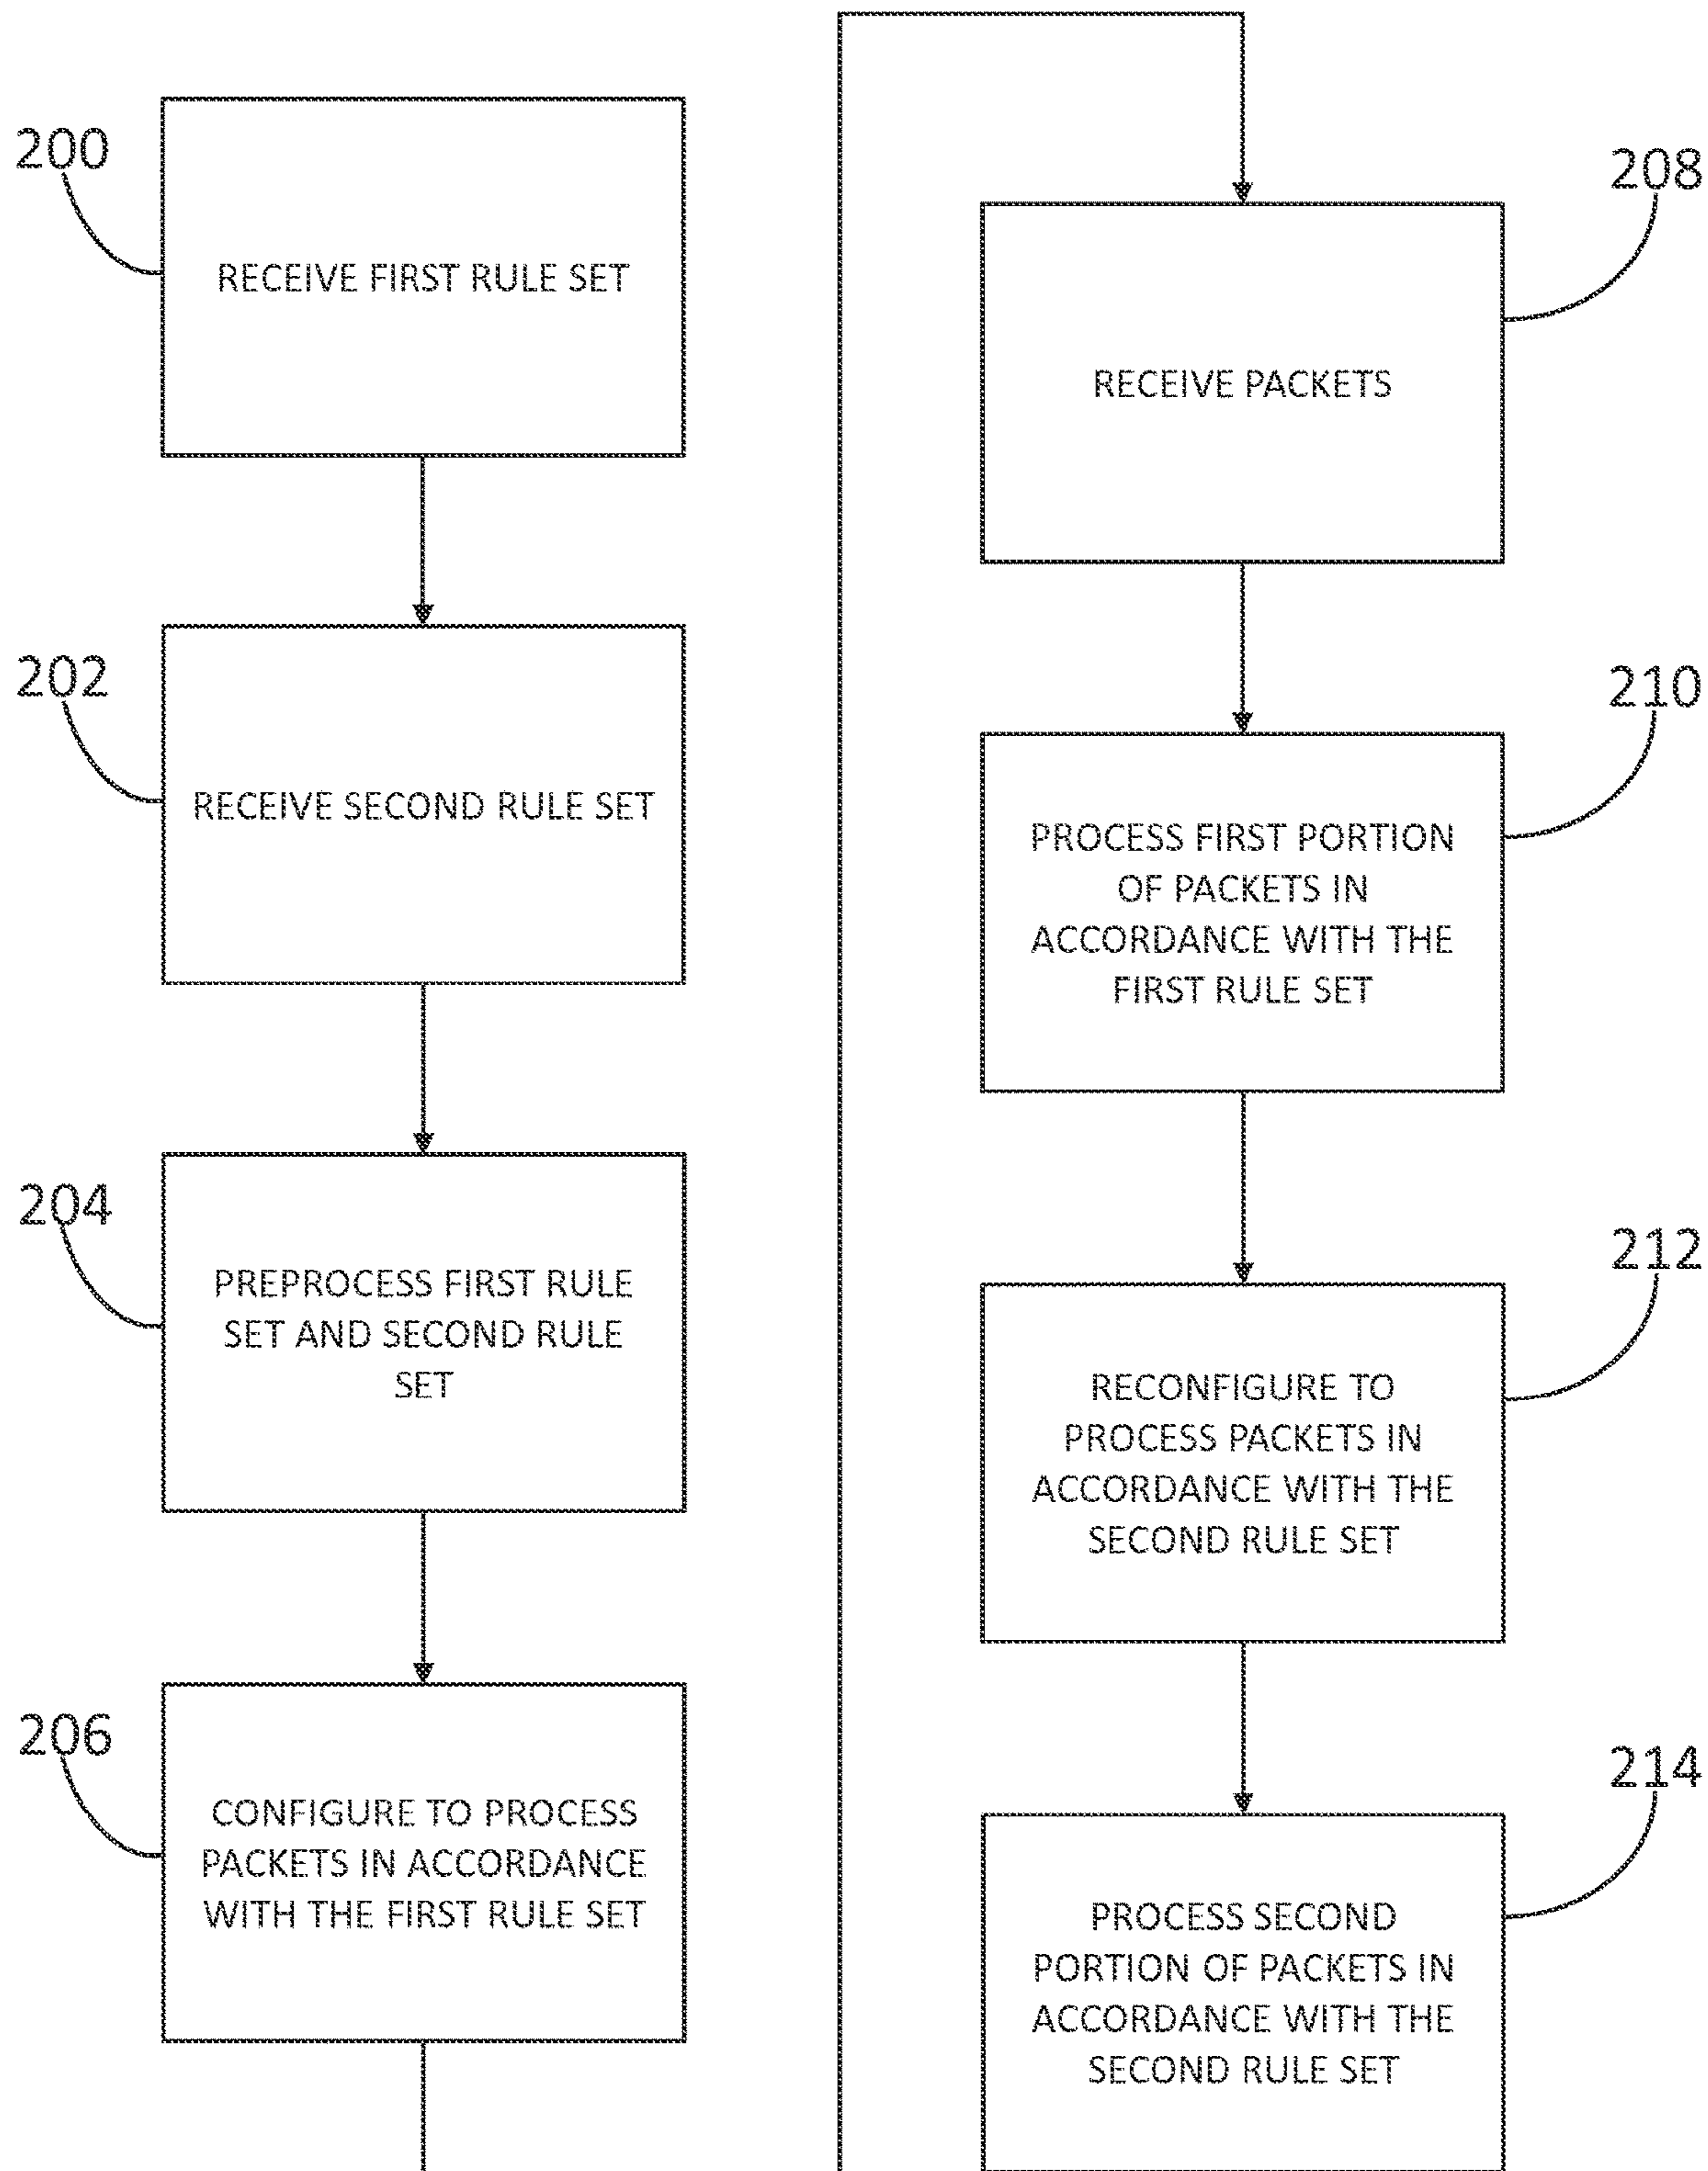 200
RECEIVE FIRST RULE SET
202
RECEIVE SECOND RULE SET
204
PREPROCESS FIRST RULE
SET AND SECOND RULE
SET
206
CONFIGURE TO PROCESS
PACKETS IN ACCORDANCE
WITH THE FIRST RULE SET
208
RECEIVE PACKETS
210
PROCESS FIRST PORTION
OF PACKETS IN
ACCORDANCE WITH THE
FIRST RULE SET
212
RECONFIGURE TO
PROCESS PACKETS IN
ACCORDANCE WITH THE
SECOND RULE SET
214
PROCESS SECOND
PORTION OF PACKETS IN
ACCORDANCE WITH THE
SECOND RULE SET